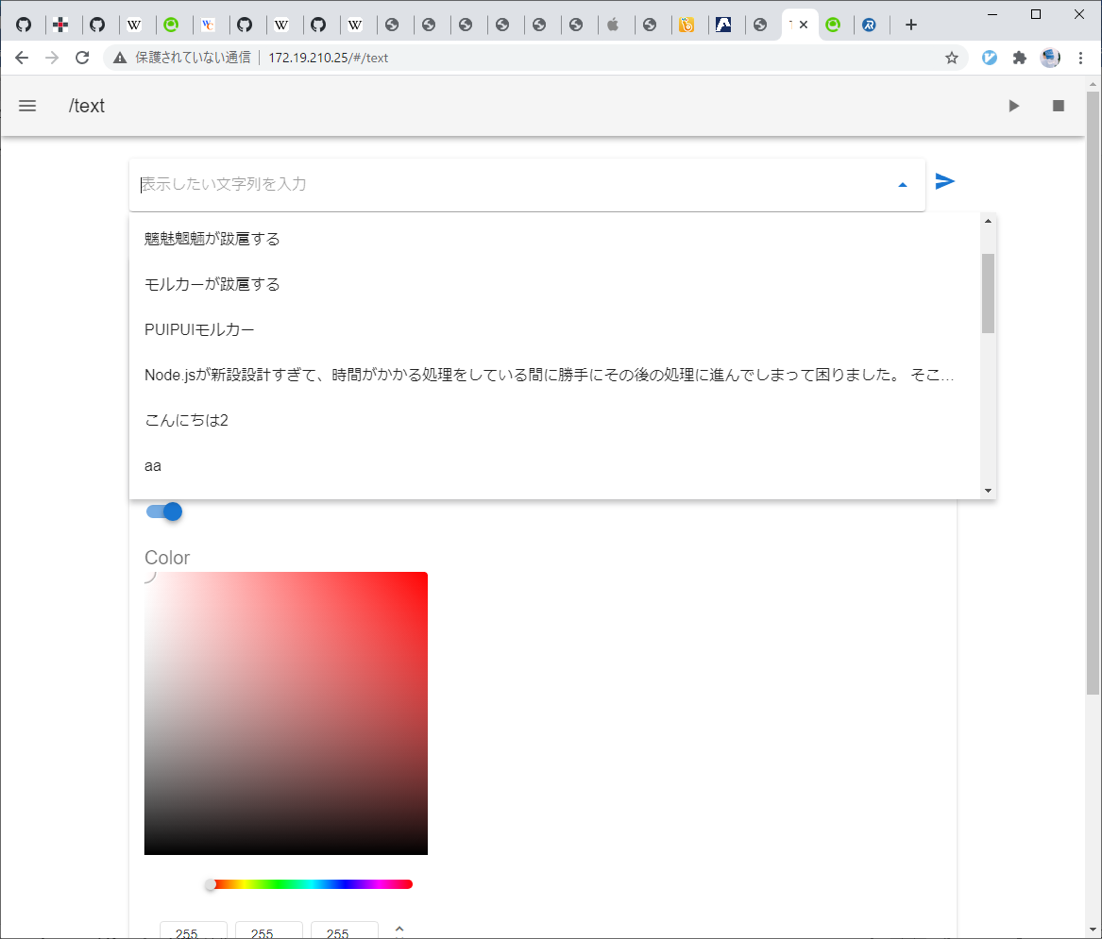 保護されていない通信 | 172.19.210.25/#/text
/text
表示したい文字列を入力
魑魅魍魎が跋扈する
モルカーが跋扈する
PUIPUIモルカー
Node.jsが新設設計すぎて、時間がかかる処理をしている間に勝手にその後の処理に進んでしまって困りました。 そこ...
こんにちは2
aa
Color
255 255 255